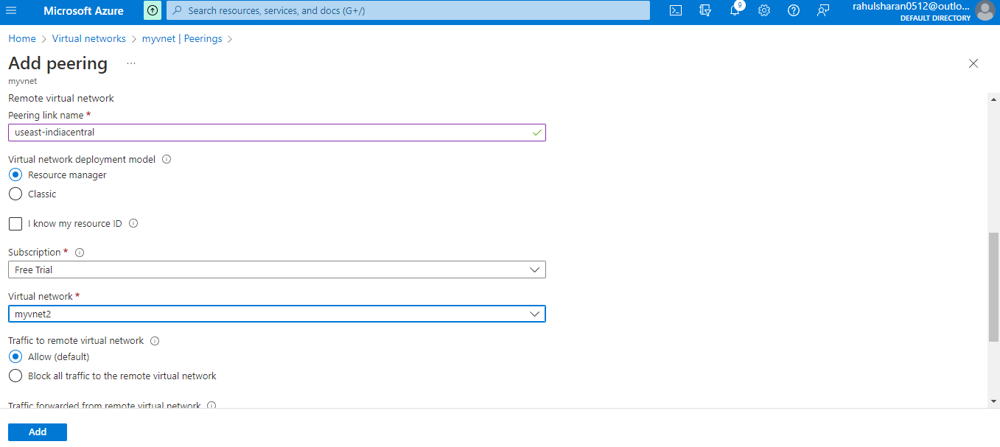 Microsoft Azure
Search resources, services, and docs (G+/)
9
rahulsharan0512@outlo...
DEFAULT DIRECTORY
Home > Virtual networks > myvnet | Peerings >
Add peering ...
myvnet
Remote virtual network
Peering link name *
useast-indiacentral
Virtual network deployment model
Resource manager
Classic
I know my resource ID
Subscription *
Free Trial
Virtual network *
myvnet2
Traffic to remote virtual network
Allow (default)
Block all traffic to the remote virtual network
Traffic forwarded from remote virtual network
Add